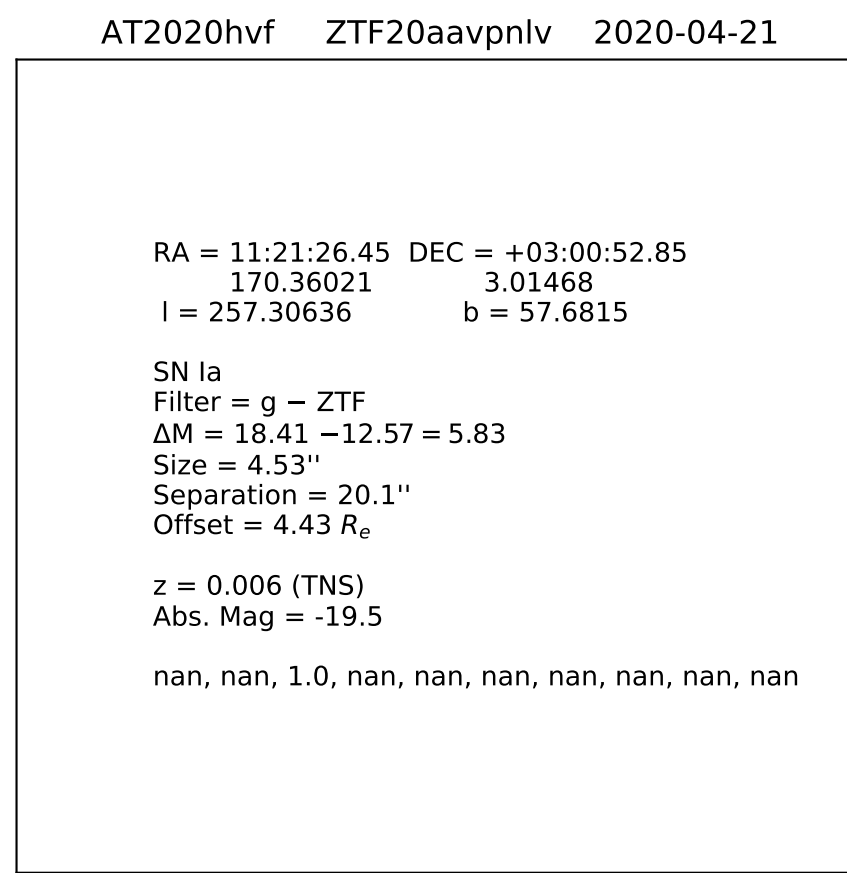 AT2020hvf ZTF20aavpnlv 2020-04-21
RA = 11:21:26.45 DEC = +03:00:52.85
170.36021 3.01468
l = 257.30636 b = 57.6815
SN Ia
Filter = g − ZTF
ΔM = 18.41 −12.57 = 5.83
Size = 4.53''
Separation = 20.1''
Offset = 4.43 Rₑ
z = 0.006 (TNS)
Abs. Mag = -19.5
nan, nan, 1.0, nan, nan, nan, nan, nan, nan, nan